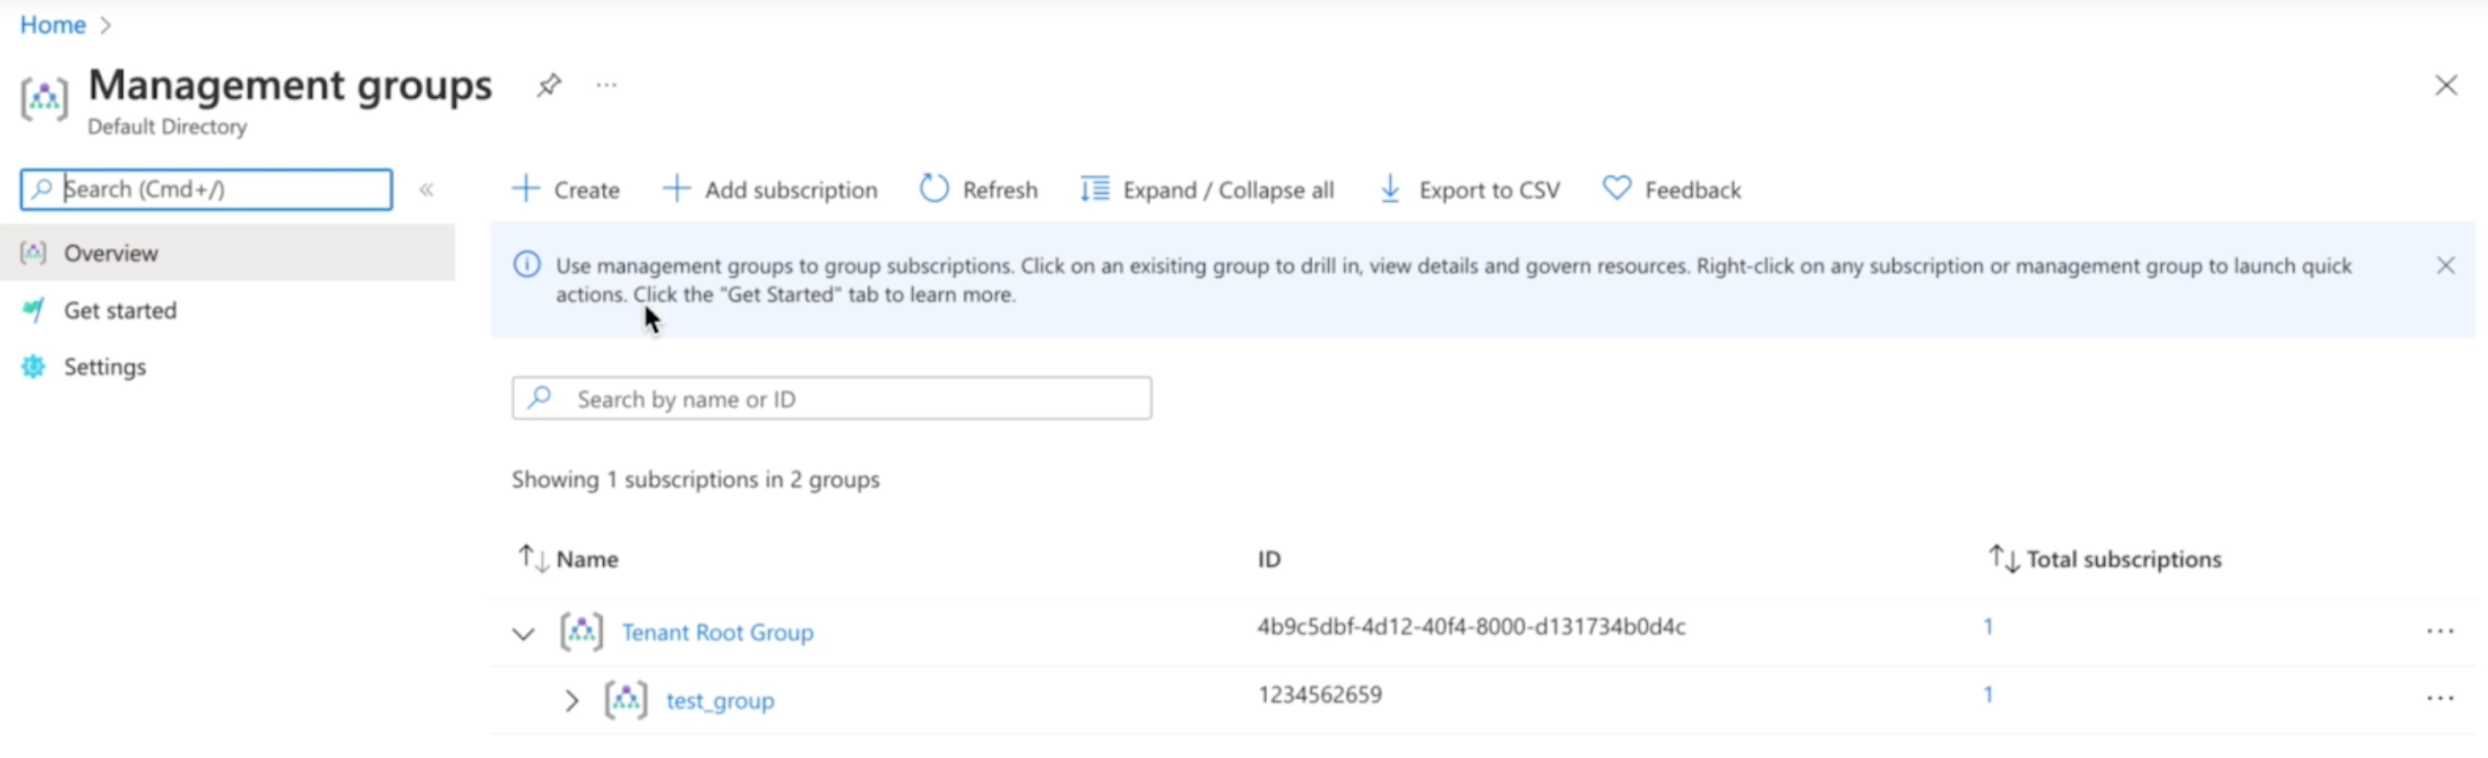 Home
Management groups
Default Directory
Search (Cmd+/)
Create
Add subscription
Refresh
Expand / Collapse all
Export to CSV
Feedback
Overview
Get started
Settings
Use management groups to group subscriptions. Click on an exisiting group to drill in, view details and govern resources. Right-click on any subscription or management group to launch quick
actions. Click the "Get Started" tab to learn more.
Search by name or ID
Showing 1 subscriptions in 2 groups
Name ID Total subscriptions
Tenant Root Group 4b9c5dbf-4d12-40f4-8000-d131734b0d4c 1
test_group 1234562659 1